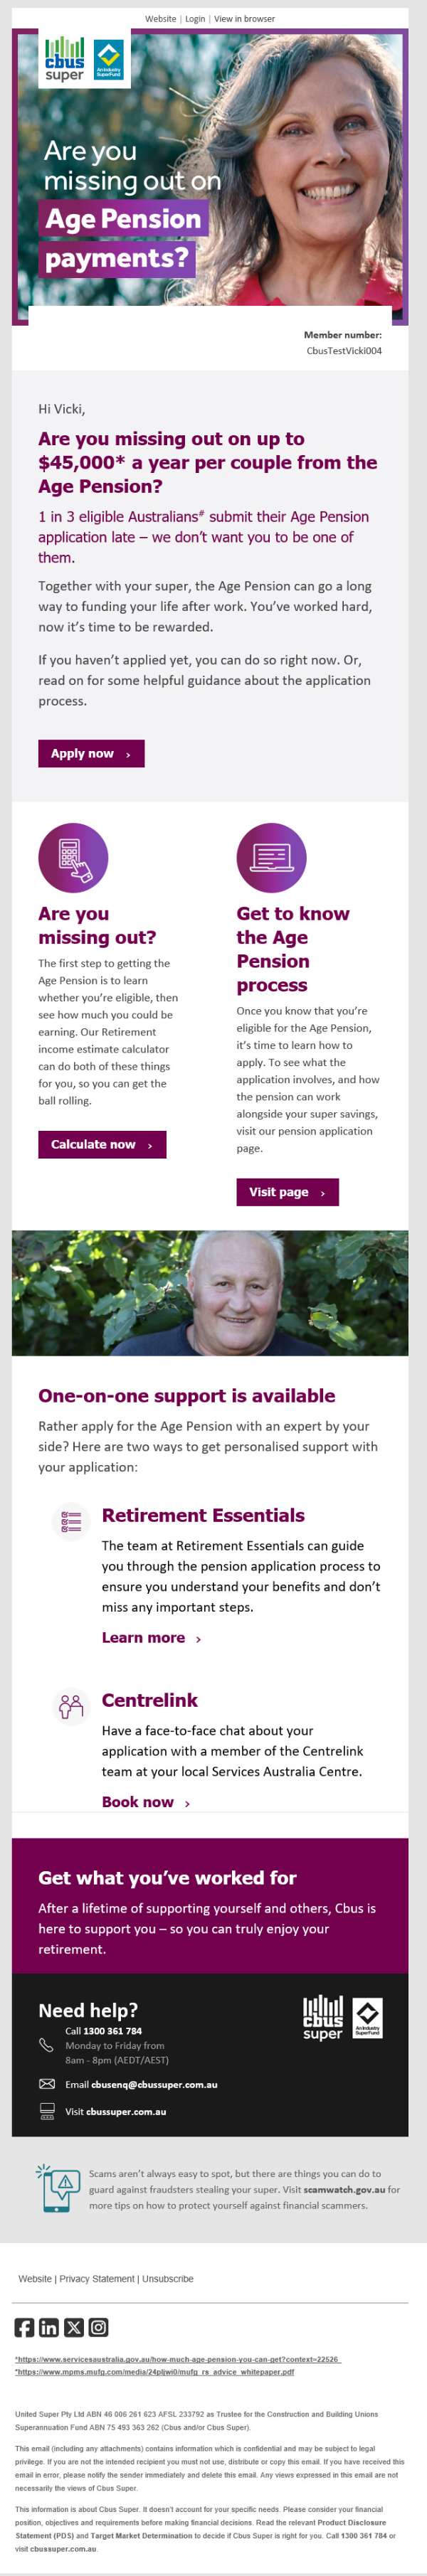 Website | Login | View in browser
cbus
super
An Industry
SuperFund
Are you
missing out on
Age Pension
payments?
Member number:
CbusTestVicki004
Hi Vicki,
Are you missing out on up to
$45,000* a year per couple from the
Age Pension?
1 in 3 eligible Australians# submit their Age Pension
application late – we don’t want you to be one of
them.
Together with your super, the Age Pension can go a long
way to funding your life after work. You’ve worked hard,
now it’s time to be rewarded.
If you haven’t applied yet, you can do so right now. Or,
read on for some helpful guidance about the application
process.
Apply now ›
Are you
missing out?
The first step to getting the
Age Pension is to learn
whether you’re eligible, then
see how much you could be
earning. Our Retirement
income estimate calculator
can do both of these things
for you, so you can get the
ball rolling.
Calculate now ›
Get to know
the Age
Pension
process
Once you know that you’re
eligible for the Age Pension,
it’s time to learn how to
apply. To see what the
application involves, and how
the pension can work
alongside your super savings,
visit our pension application
page.
Visit page ›
One-on-one support is available
Rather apply for the Age Pension with an expert by your
side? Here are two ways to get personalised support with
your application:
Retirement Essentials
The team at Retirement Essentials can guide
you through the pension application process to
ensure you understand your benefits and don’t
miss any important steps.
Learn more ›
Centrelink
Have a face-to-face chat about your
application with a member of the Centrelink
team at your local Services Australia Centre.
Book now ›
Get what you’ve worked for
After a lifetime of supporting yourself and others, Cbus is
here to support you – so you can truly enjoy your
retirement.
Need help?
Call 1300 361 784
Monday to Friday from
8am - 8pm (AEDT/AEST)
Email cbusenq@cbussuper.com.au
Visit cbussuper.com.au
cbus
super
An Industry
SuperFund
Scams aren’t always easy to spot, but there are things you can do to
guard against fraudsters stealing your super. Visit scamwatch.gov.au for
more tips on how to protect yourself against financial scammers.
Website | Privacy Statement | Unsubscribe
*https://www.servicesaustralia.gov.au/how-much-age-pension-you-can-get?context=22526
https://www.mpms.mufg.com/media/24pljwi0/mufg_rs_advice_whitepaper.pdf
United Super Pty Ltd ABN 46 006 261 623 AFSL 233792 as Trustee for the Construction and Building Unions
Superannuation Fund ABN 75 493 363 262 (Cbus and/or Cbus Super).
This email (including any attachments) contains information which is confidential and may be subject to legal
privilege. If you are not the intended recipient you must not use, distribute or copy this email. If you have received this
email in error, please notify the sender immediately and delete this email. Any views expressed in this email are not
necessarily the views of Cbus Super.
This information is about Cbus Super. It doesn’t account for your specific needs. Please consider your financial
position, objectives and requirements before making financial decisions. Read the relevant Product Disclosure
Statement (PDS) and Target Market Determination to decide if Cbus Super is right for you. Call 1300 361 784 or
visit cbussuper.com.au.